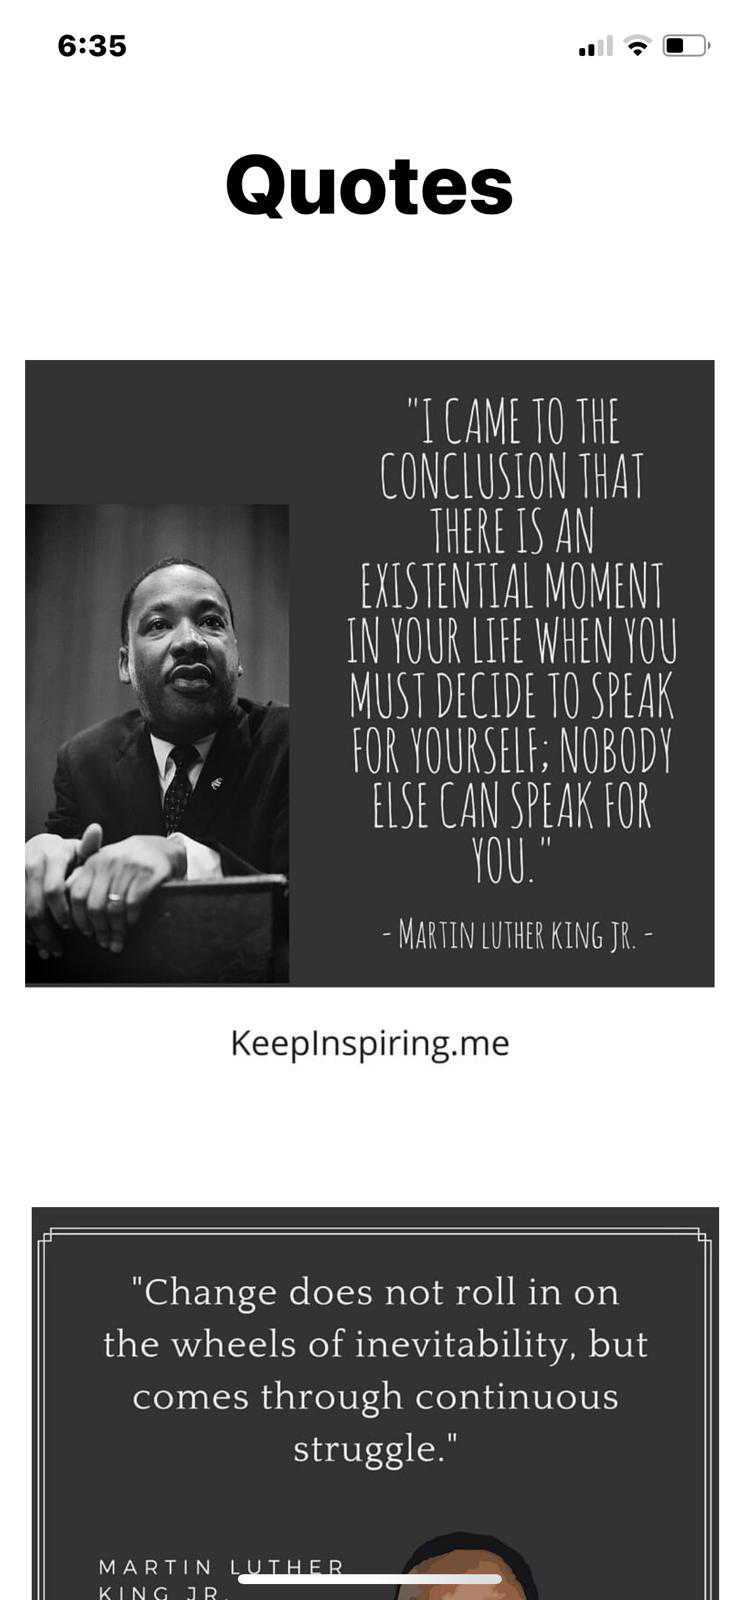 6:35
Quotes
"I CAME TO THE
CONCLUSION THAT
THERE IS AN
EXISTENTIAL MOMENT
IN YOUR LIFE WHEN YOU
MUST DECIDE TO SPEAK
FOR YOURSELF; NOBODY
ELSE CAN SPEAK FOR
YOU."
- MARTIN LUTHER KING JR. -
KeepInspiring.me
"Change does not roll in on
the wheels of inevitability, but
comes through continuous
struggle."
MARTIN LUTHER
KING JR.